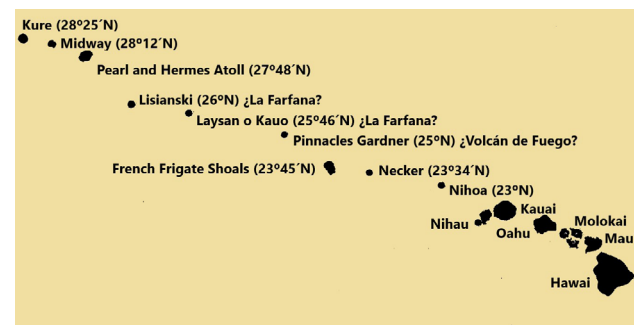 Kure (28º25´N)
Midway (28º12´N)
Pearl and Hermes Atoll (27º48´N)
Lisianski (26ºN) ¿La Farfana?
Laysan o Kauo (25º46´N) ¿La Farfana?
Pinnacles Gardner (25ºN) ¿Volcán de Fuego?
French Frigate Shoals (23º45´N)
Necker (23º34´N)
Nihoa (23ºN)
Kauai
Nihau
Oahu
Molokai
Mau
Hawai